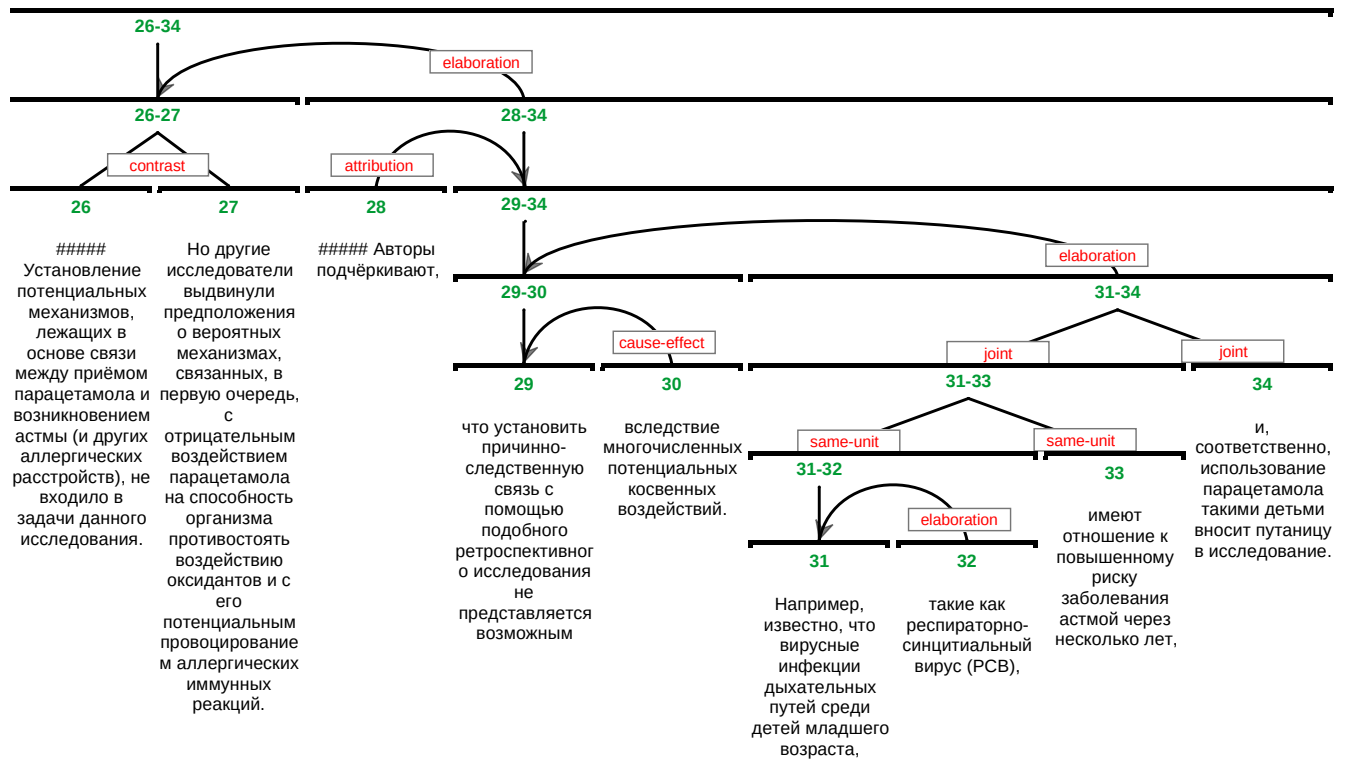 26-34
elaboration
26-27
28-34
contrast
attribution
26
27
28
29-34
#####
Установление
потенциальных
механизмов,
лежащих в
основе связи
между приёмом
парацетамола и
возникновением
астмы (и других
аллергических
расстройств), не
входило в
задачи данного
исследования.
Но другие
исследователи
выдвинули
предположения
о вероятных
механизмах,
связанных, в
первую очередь,
с
отрицательным
воздействием
парацетамола
на способность
организма
противостоять
воздействию
оксидантов и с
его
потенциальным
провоцирование
м аллергических
иммунных
реакций.
##### Авторы
подчёркивают,
elaboration
29-30
31-34
cause-effect
joint
joint
29
30
31-33
34
что установить
причинно-
следственную
связь с
помощью
подобного
ретроспективног
о исследования
не
представляется
возможным
вследствие
многочисленных
потенциальных
косвенных
воздействий.
same-unit
same-unit
31-32
33
elaboration
31
32
Например,
известно, что
вирусные
инфекции
дыхательных
путей среди
детей младшего
возраста,
такие как
респираторно-
синцитиальный
вирус (РСВ),
имеют
отношение к
повышенному
риску
заболевания
астмой через
несколько лет,
и,
соответственно,
использование
парацетамола
такими детьми
вносит путаницу
в исследование.